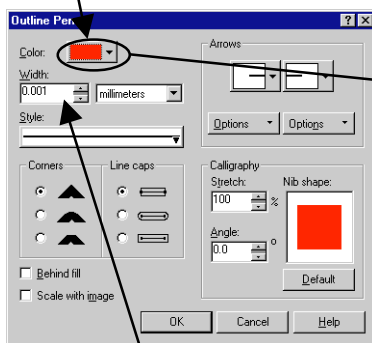 Outline Pen
Color:
Width:
0.001
millimeters
Style:
Arrows
Options
Options
Corners
Line caps
Calligraphy
Stretch:
100 %
Nib shape:
Angle:
0.0 °
Default
Behind fill
Scale with image
OK
Cancel
Help